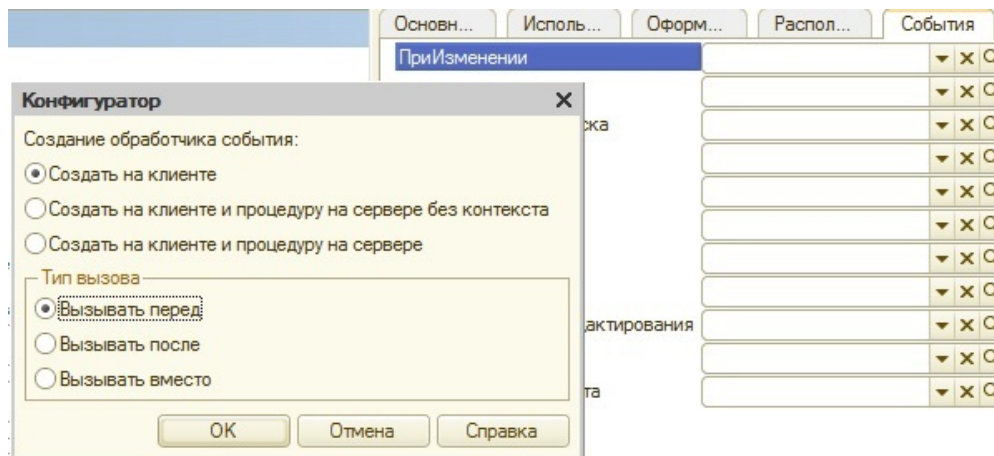 Основн... Исполь... Оформ... Распол... События
ПриИзменении
Конфигуратор
Создание обработчика события:
Создать на клиенте
Создать на клиенте и процедуру на сервере без контекста
Создать на клиенте и процедуру на сервере
Тип вызова
Вызывать перед
Вызывать после
Вызывать вместо
OK Отмена Справка
ска
актирования
та